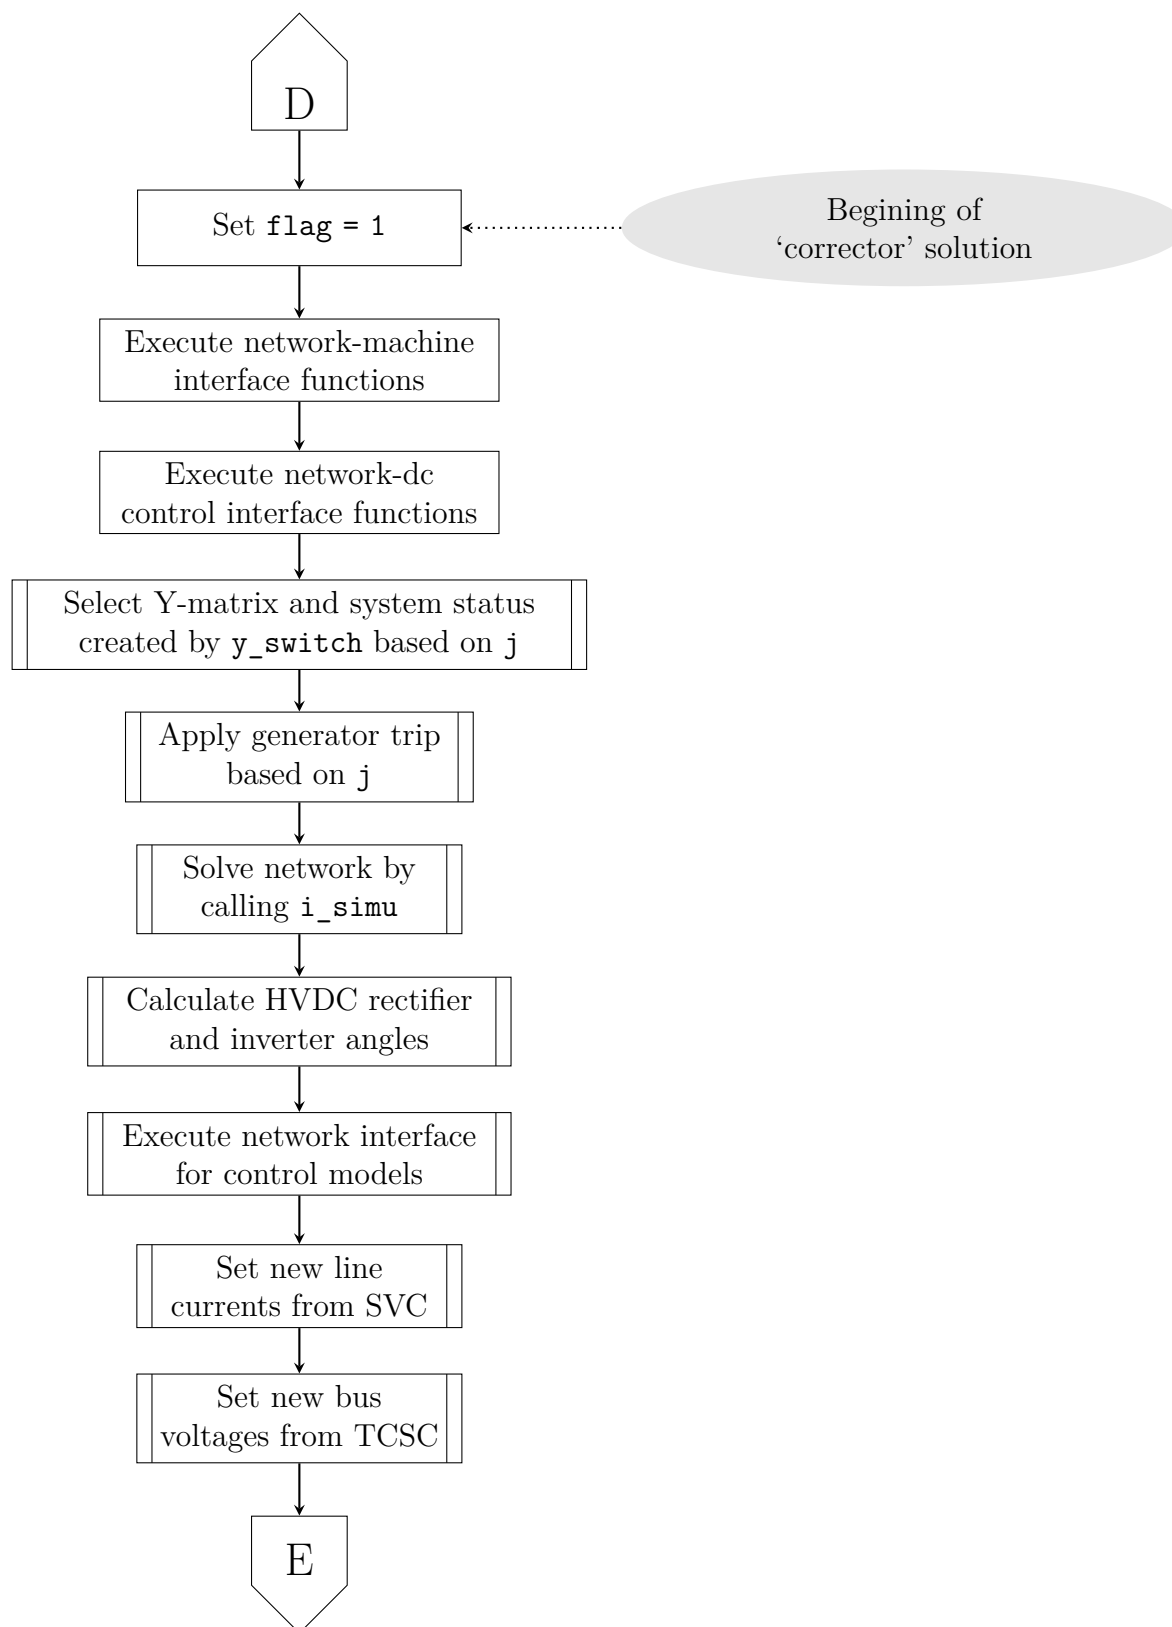 D
Set flag = 1
Begining of
‘corrector’ solution
Execute network-machine
interface functions
Execute network-dc
control interface functions
Select Y-matrix and system status
created by y_switch based on j
Apply generator trip
based on j
Solve network by
calling i_simu
Calculate HVDC rectifier
and inverter angles
Execute network interface
for control models
Set new line
currents from SVC
Set new bus
voltages from TCSC
E